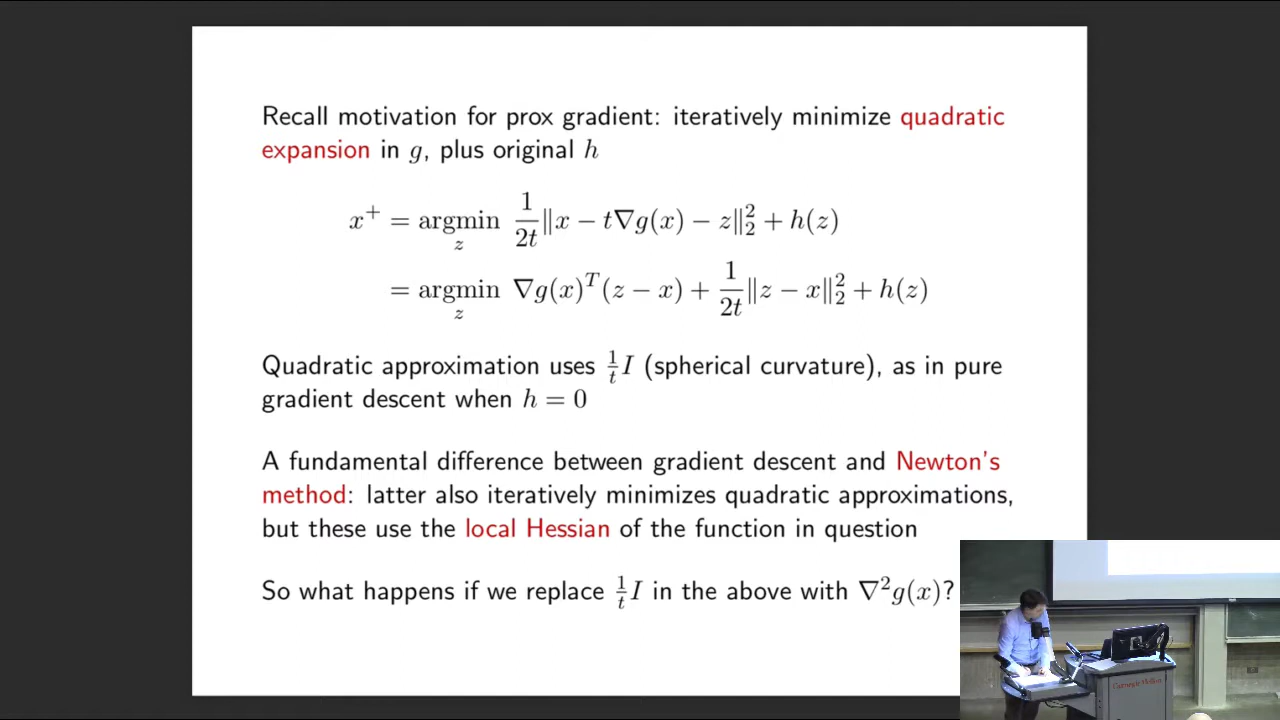 Recall motivation for prox gradient: iteratively minimize quadratic
expansion in g, plus original h
x⁺ = argmin_z 1/(2t) ‖x − t∇g(x) − z‖₂² + h(z)
= argmin_z ∇g(x)ᵀ(z − x) + 1/(2t) ‖z − x‖₂² + h(z)
Quadratic approximation uses 1/t I (spherical curvature), as in pure
gradient descent when h = 0
A fundamental difference between gradient descent and Newton's
method: latter also iteratively minimizes quadratic approximations,
but these use the local Hessian of the function in question
So what happens if we replace 1/t I in the above with ∇²g(x)?
Carnegie Mellon